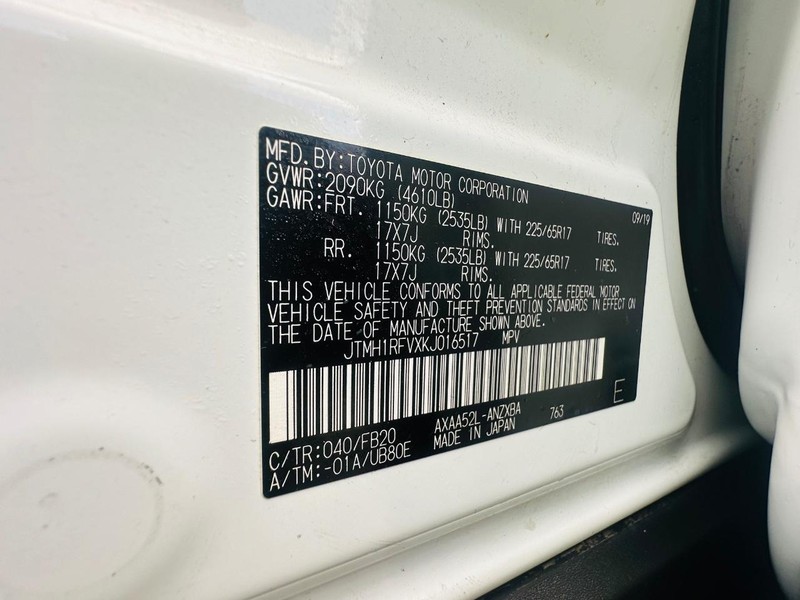 MFD. BY: TOYOTA MOTOR CORPORATION 09/19
GVWR: 2090KG (4610LB)
GAWR: FRT. 1150KG (2535LB) WITH 225/65R17 TIRES.
17X7J RIMS.
RR. 1150KG (2535LB) WITH 225/65R17 TIRES.
17X7J RIMS.
THIS VEHICLE CONFORMS TO ALL APPLICABLE FEDERAL MOTOR
VEHICLE SAFETY AND THEFT PREVENTION STANDARDS IN EFFECT ON
THE DATE OF MANUFACTURE SHOWN ABOVE.
JTMH1RFVXKJ016517 MPV
E
C/TR: 040/FB20 AXAA52L-ANZXBA 763
A/TM: -01A/UB80E MADE IN JAPAN